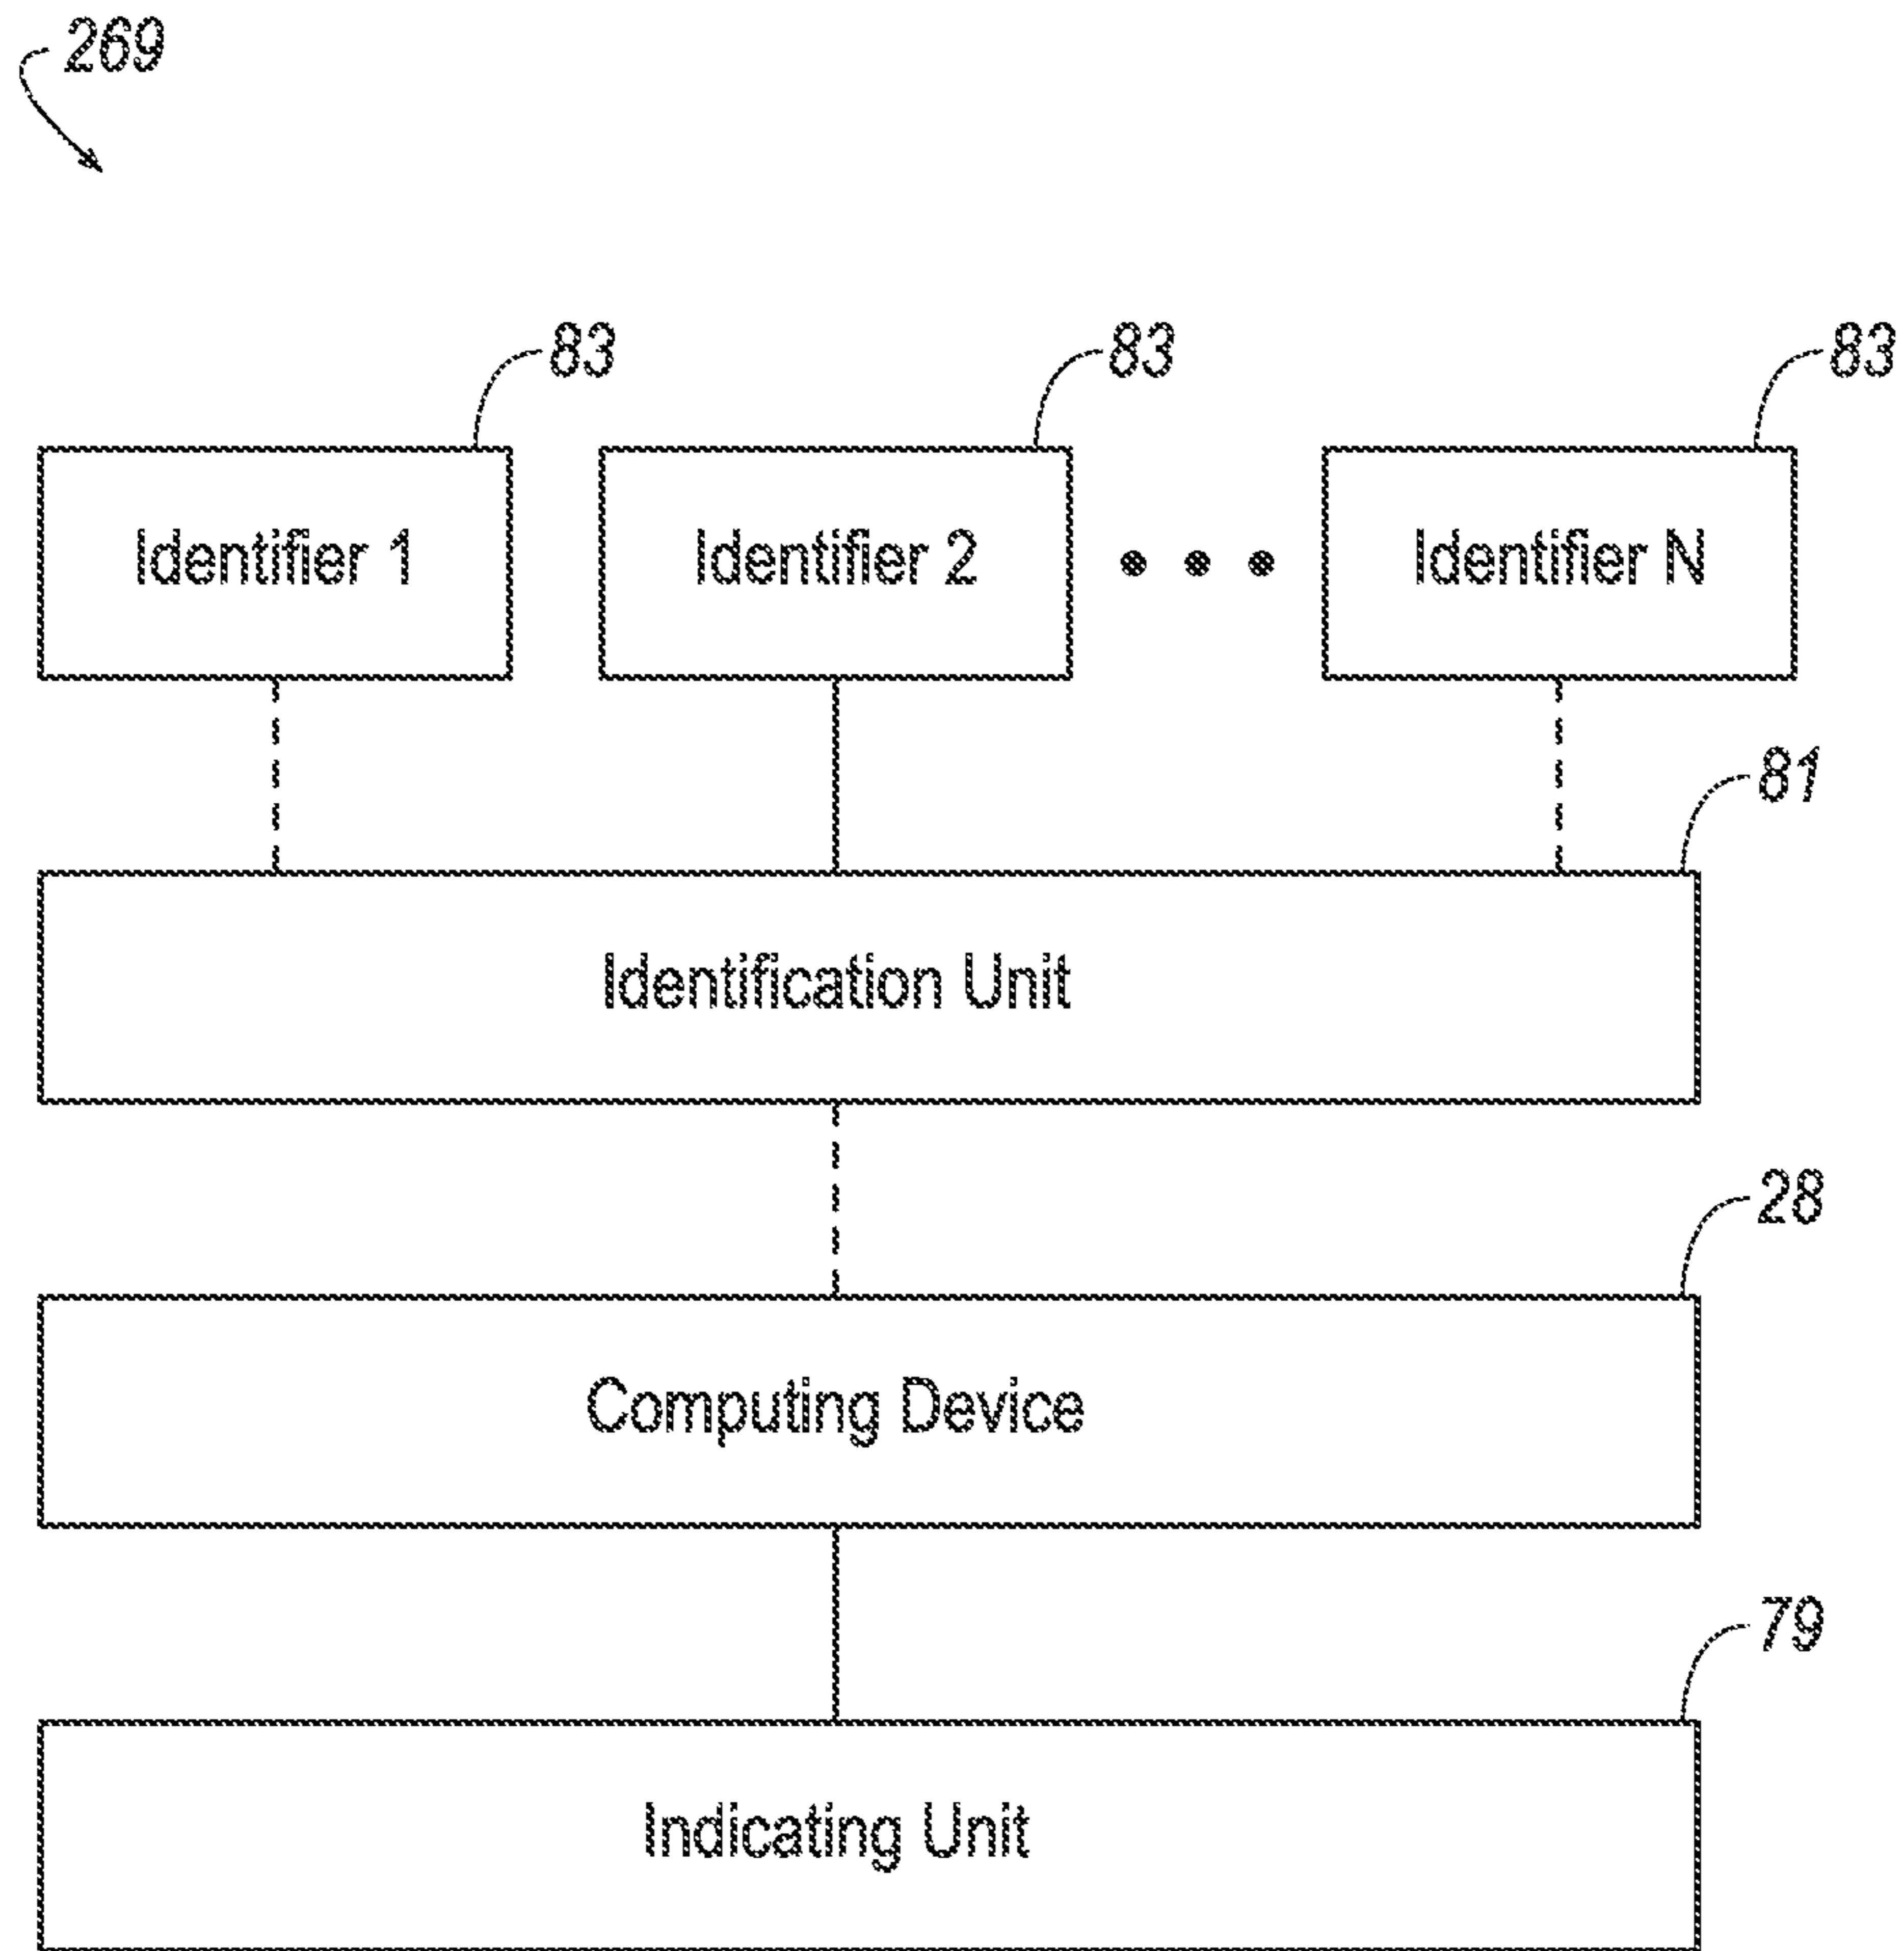 269
83 83 83
Identifier 1 Identifier 2 • • • Identifier N
81
Identification Unit
28
Computing Device
79
Indicating Unit